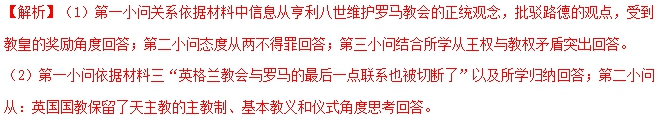 【解析】（1）第一小问关系依据材料中信息从亨利八世维护罗马教会的正统观念，批驳路德的观点，受到
教皇的奖励角度回答；第二小问态度从两不得罪回答；第三小问结合所学从王权与教权矛盾突出回答。
（2）第一小问依据材料三“英格兰教会与罗马的最后一点联系也被切断了”以及所学归纳回答；第二小问
从：英国国教保留了天主教的主教制、基本教义和仪式角度思考回答。